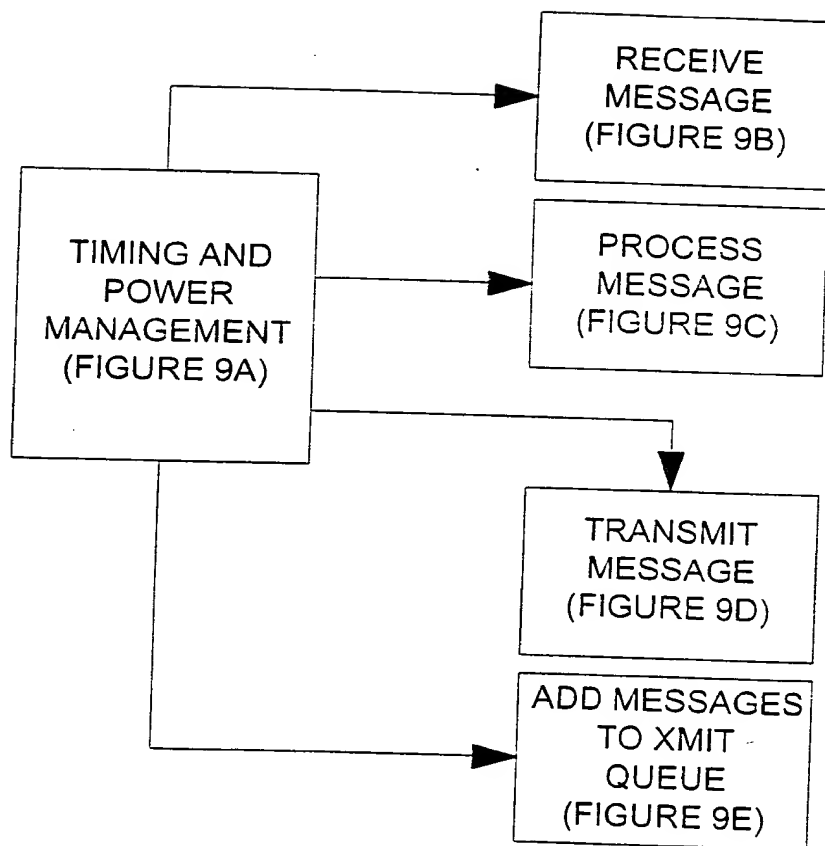 RECEIVE
MESSAGE
(FIGURE 9B)
TIMING AND
POWER
MANAGEMENT
(FIGURE 9A)
PROCESS
MESSAGE
(FIGURE 9C)
TRANSMIT
MESSAGE
(FIGURE 9D)
ADD MESSAGES
TO XMIT
QUEUE
(FIGURE 9E)